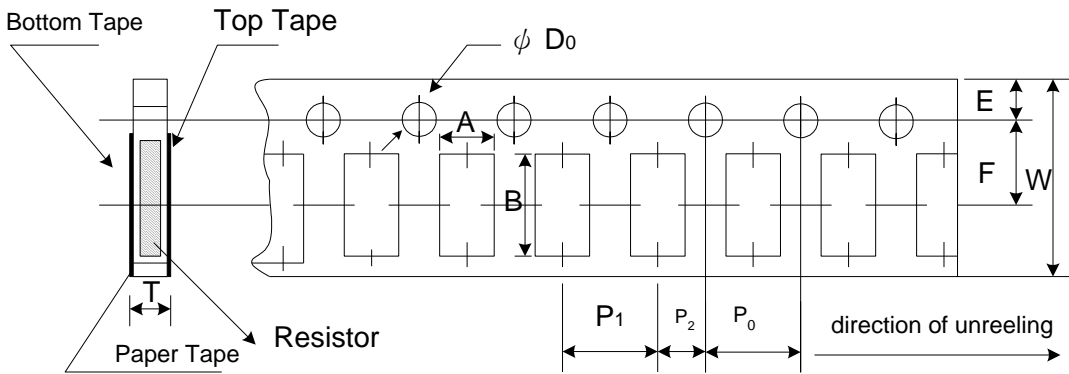 Bottom Tape
Top Tape
ψ D0
E
A
F
W
B
T
P1
P2
P0
Resistor
direction of unreeling
Paper Tape